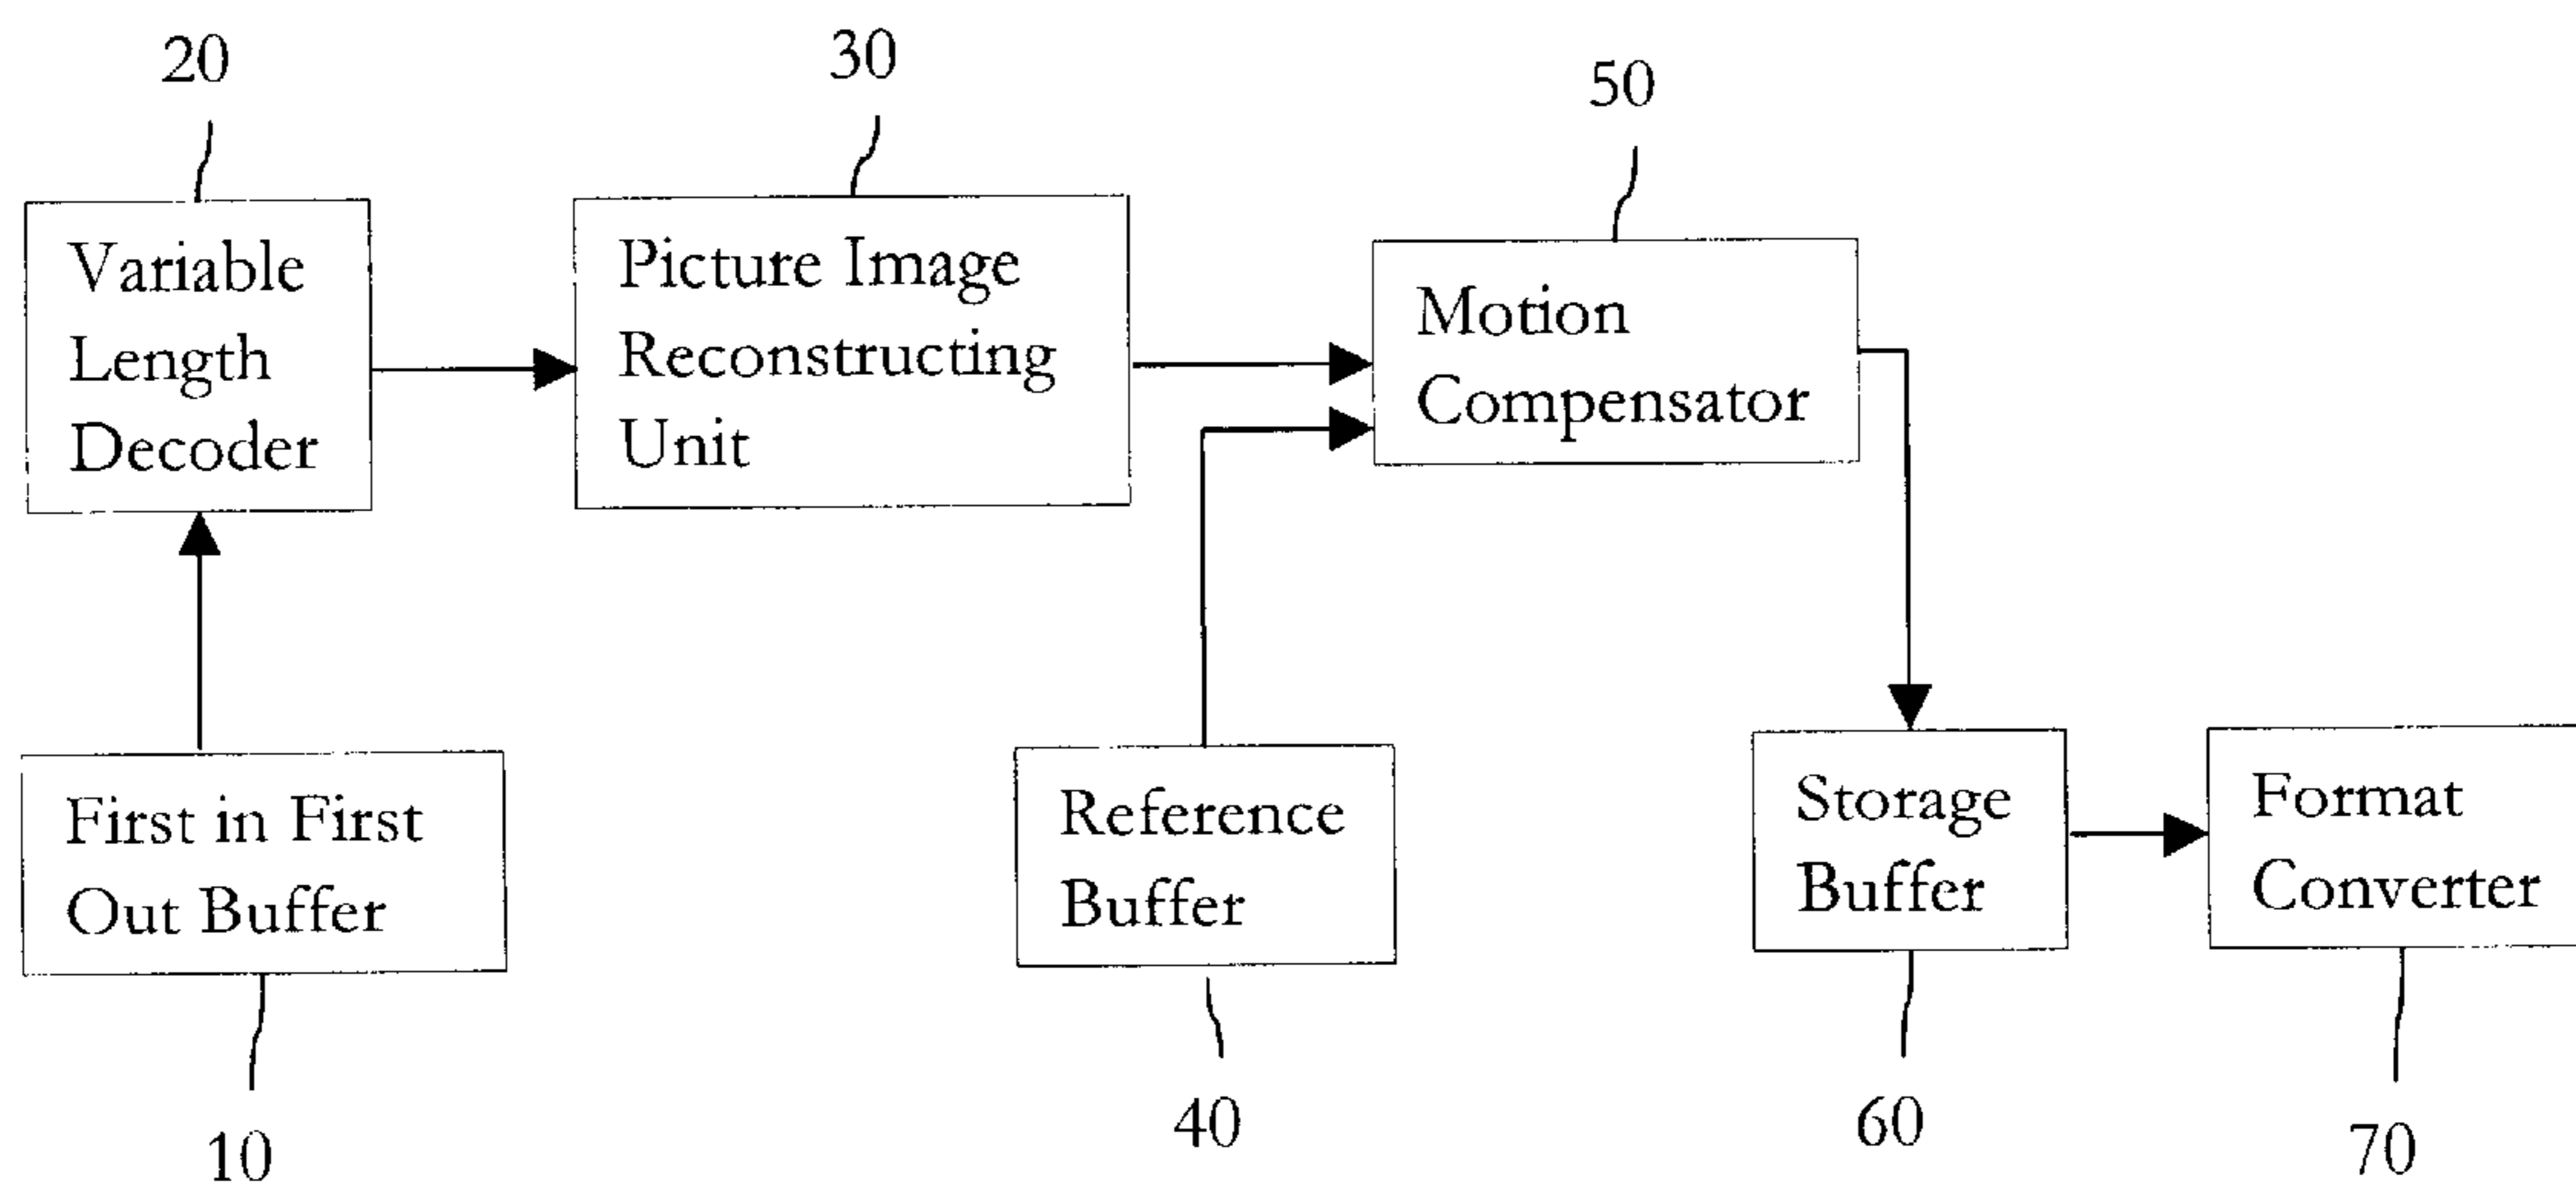 20
30
50
Variable
Length
Decoder
Picture Image
Reconstructing
Unit
Motion
Compensator
First in First
Out Buffer
Reference
Buffer
Storage
Buffer
Format
Converter
10
40
60
70